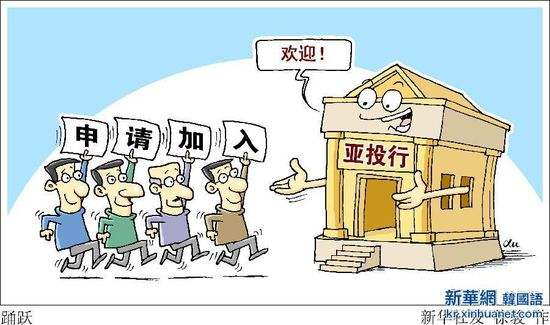 欢迎！
申请加入
亚投行
新華網 韓國語
kr.xinhuanet.com
踊跃
新华社发 徐骏 作